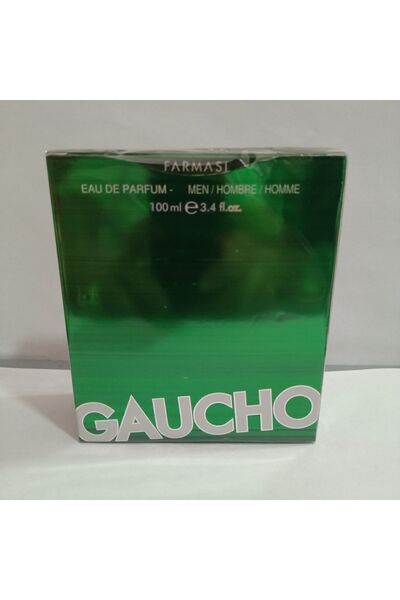 FARMASİ
EAU DE PARFUM - MEN / HOMBRE / HOMME
100 ml ℮ 3.4 fl.oz.
GAUCHO